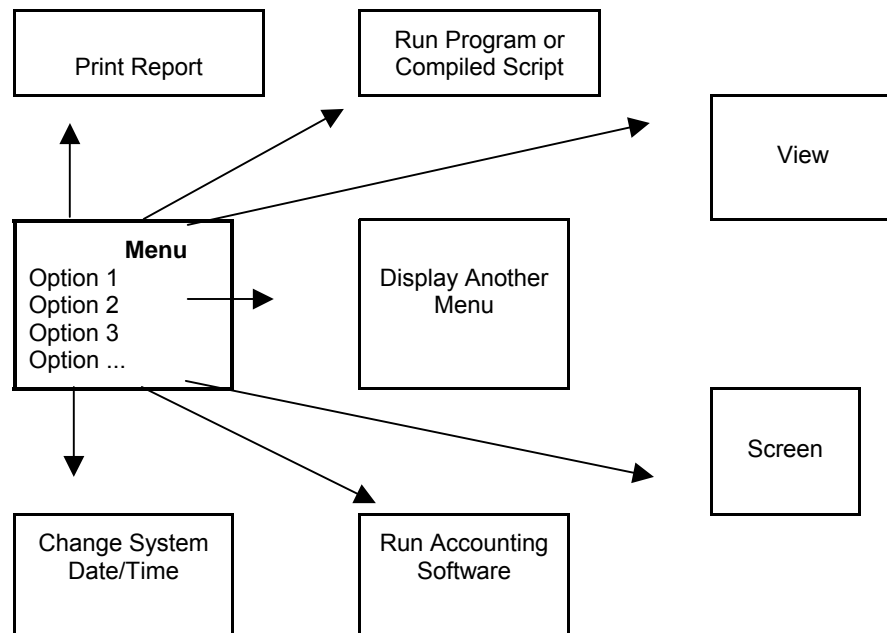 Print Report
Run Program or
Compiled Script
View
Menu
Option 1
Option 2
Option 3
Option ...
Display Another
Menu
Screen
Change System
Date/Time
Run Accounting
Software